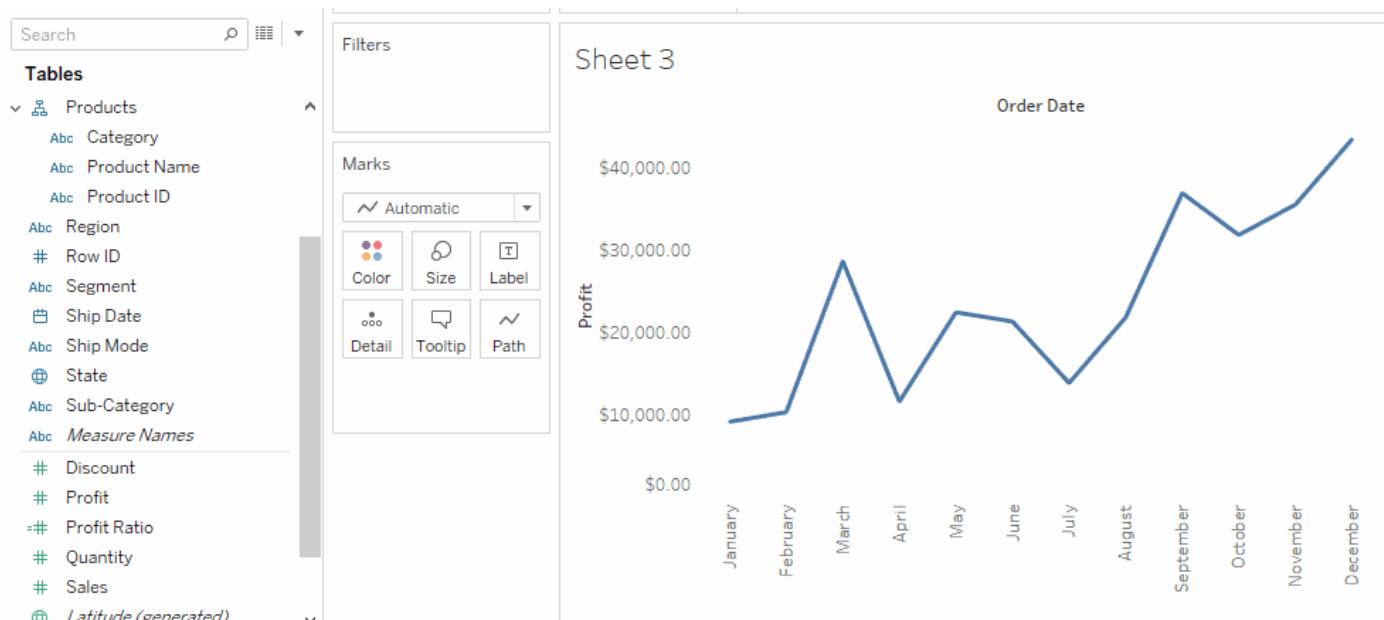 Search
Tables
Products
Abc Category
Abc Product Name
Abc Product ID
Abc Region
# Row ID
Abc Segment
Ship Date
Abc Ship Mode
State
Abc Sub-Category
Abc Measure Names
# Discount
# Profit
=# Profit Ratio
# Quantity
# Sales
Latitude (generated)
Filters
Marks
Automatic
Color
Size
T
Label
Detail
Tooltip
Path
Sheet 3
Order Date
Profit
$40,000.00
$30,000.00
$20,000.00
$10,000.00
$0.00
January
February
March
April
May
June
July
August
September
October
November
December